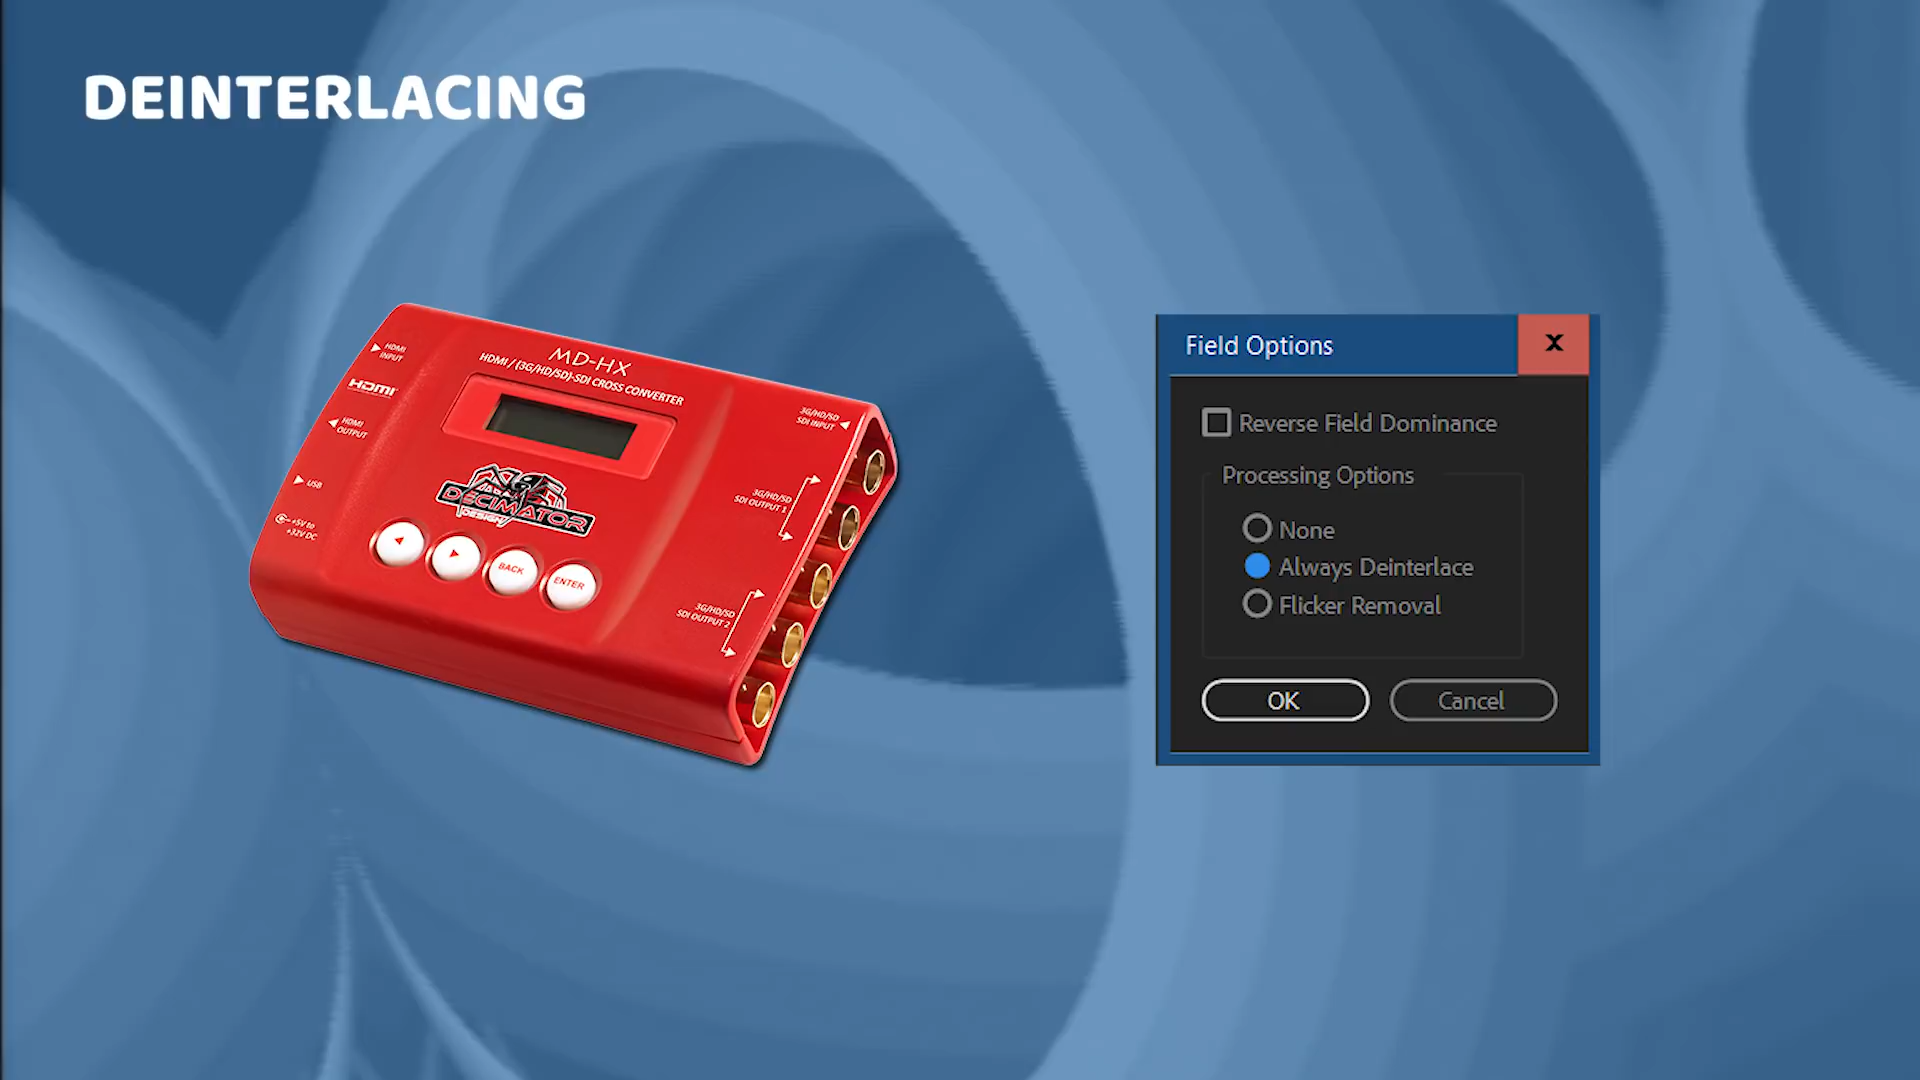 DEINTERLACING
MD-HX
HDMI / (3G/HD/SD)-SDI CROSS CONVERTER
HDMI
INPUT
HDMI
HDMI
OUTPUT
USB
+5V to
+32V DC
DECIMATOR
DESIGN
BACK
ENTER
3G/HD/SD
SDI INPUT
3G/HD/SD
SDI OUTPUT 1
3G/HD/SD
SDI OUTPUT 2
Field Options
x
Reverse Field Dominance
Processing Options
None
Always Deinterlace
Flicker Removal
OK
Cancel